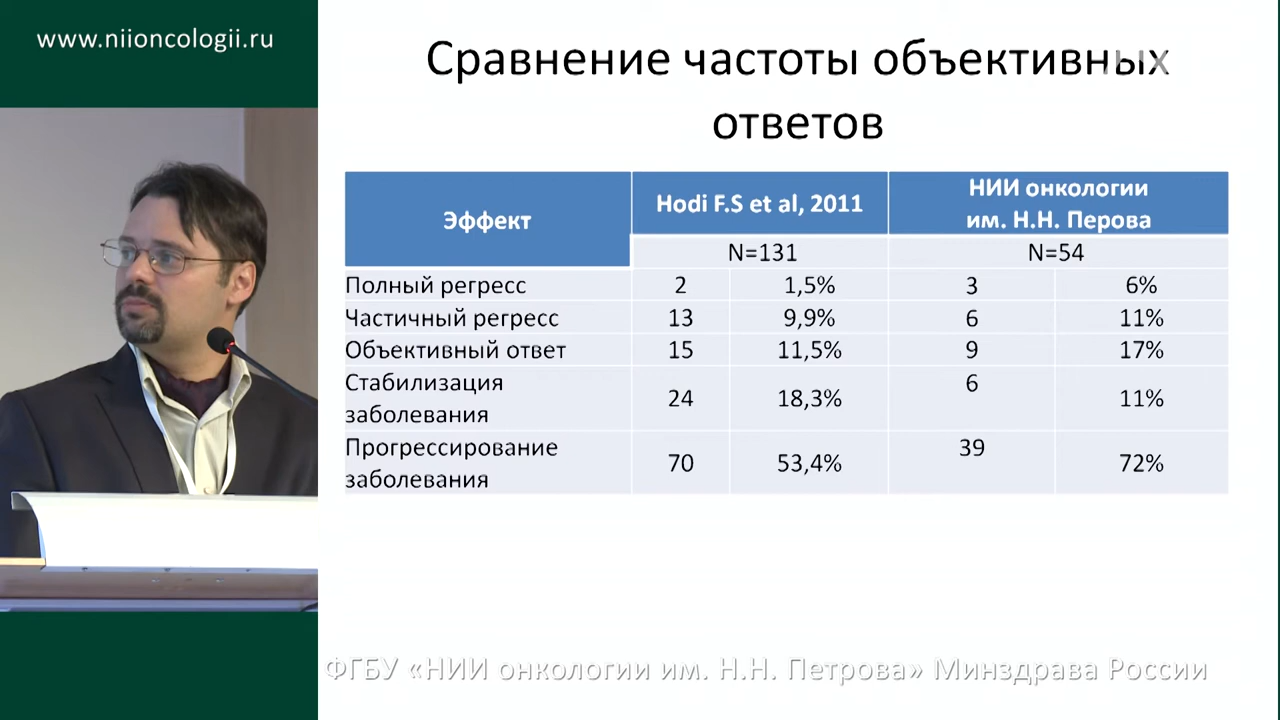 www.niioncologii.ru
Сравнение частоты объективных
ответов
Эффект
Hodi F.S et al, 2011
НИИ онкологии
им. Н.Н. Перова
N=131
N=54
Полный регресс 2 1,5% 3 6%
Частичный регресс 13 9,9% 6 11%
Объективный ответ 15 11,5% 9 17%
Стабилизация
заболевания 24 18,3% 6 11%
Прогрессирование
заболевания 70 53,4% 39 72%
ФГБУ «НИИ онкологии им. Н.Н. Петрова» Минздрава России